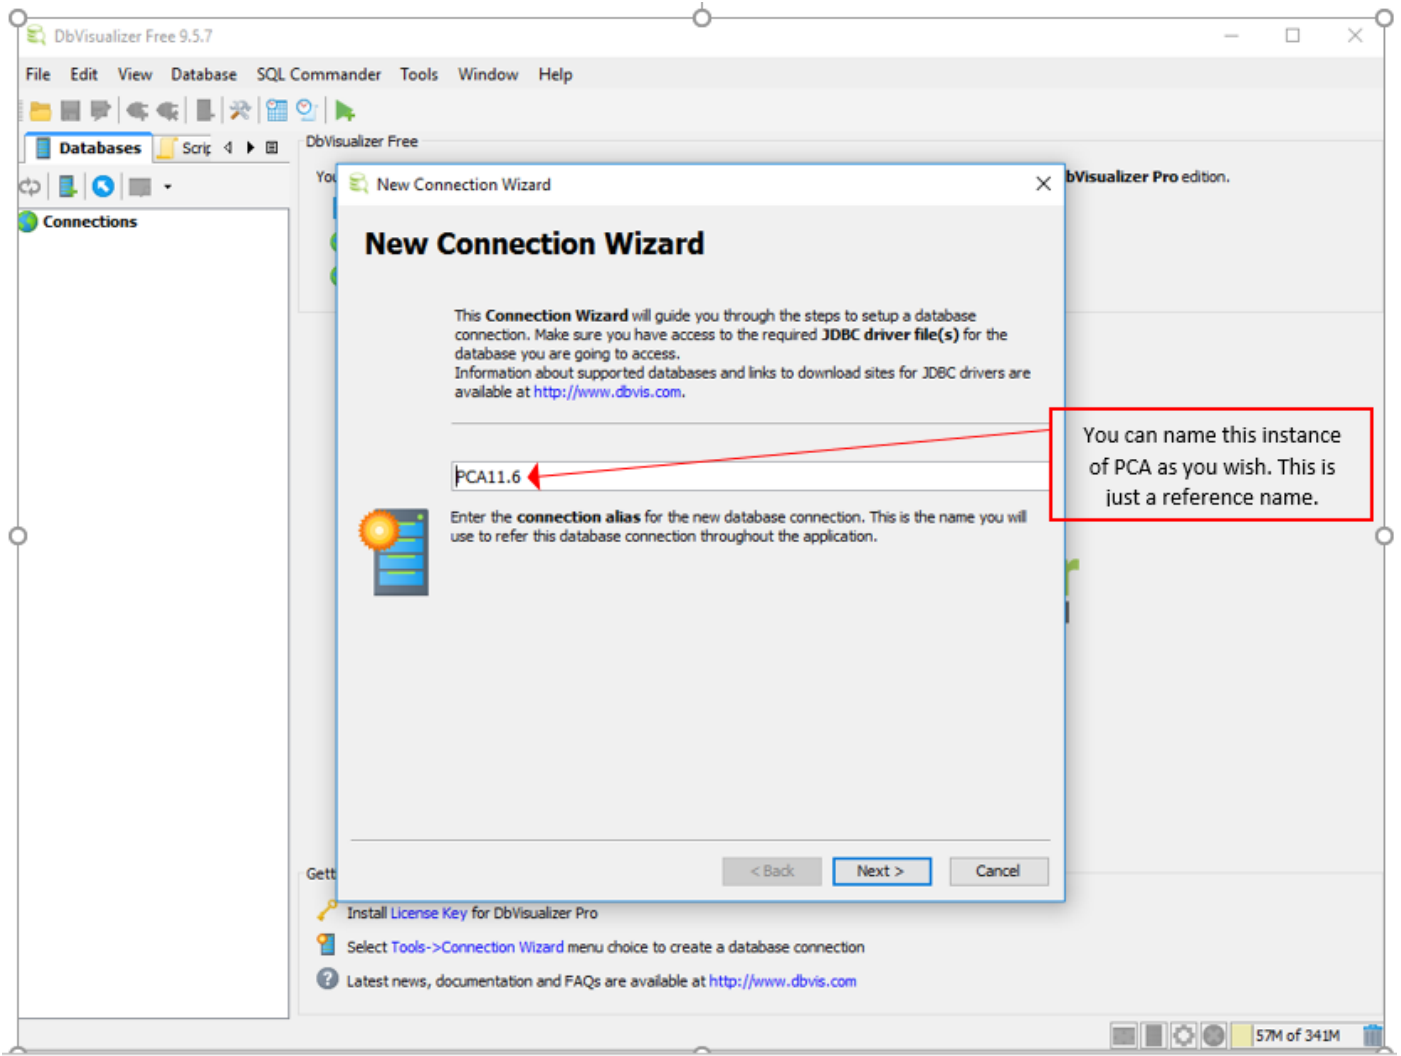 DbVisualizer Free 9.5.7
File Edit View Database SQL Commander Tools Window Help
Databases Scrip
DbVisualizer Free
Connections
bVisualizer Pro edition.
New Connection Wizard
New Connection Wizard
This Connection Wizard will guide you through the steps to setup a database
connection. Make sure you have access to the required JDBC driver file(s) for the
database you are going to access.
Information about supported databases and links to download sites for JDBC drivers are
available at http://www.dbvis.com.
PCA11.6
You can name this instance
of PCA as you wish. This is
just a reference name.
Enter the connection alias for the new database connection. This is the name you will
use to refer this database connection throughout the application.
< Back Next > Cancel
Gett
Install License Key for DbVisualizer Pro
Select Tools->Connection Wizard menu choice to create a database connection
Latest news, documentation and FAQs are available at http://www.dbvis.com
57M of 341M